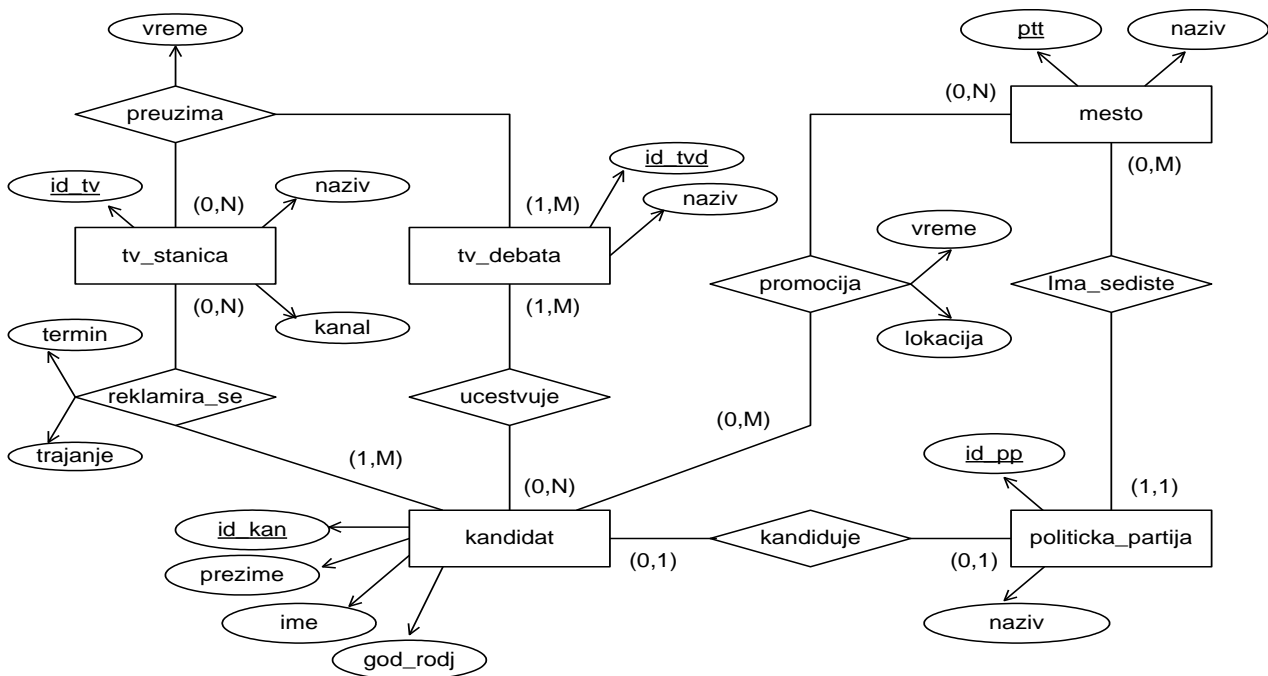 vreme
ptt
naziv
preuzima
(0,N)
mesto
id_tv
naziv
id_tvd
(0,M)
(0,N)
(1,M)
naziv
tv_stanica
tv_debata
vreme
promocija
Ima_sediste
(0,N)
(1,M)
termin
kanal
lokacija
reklamira_se
ucestvuje
trajanje
(1,M)
(0,M)
id_pp
(0,N)
(1,1)
id_kan
kandidat
(0,1)
kandiduje
(0,1)
politicka_partija
prezime
ime
naziv
god_rodj